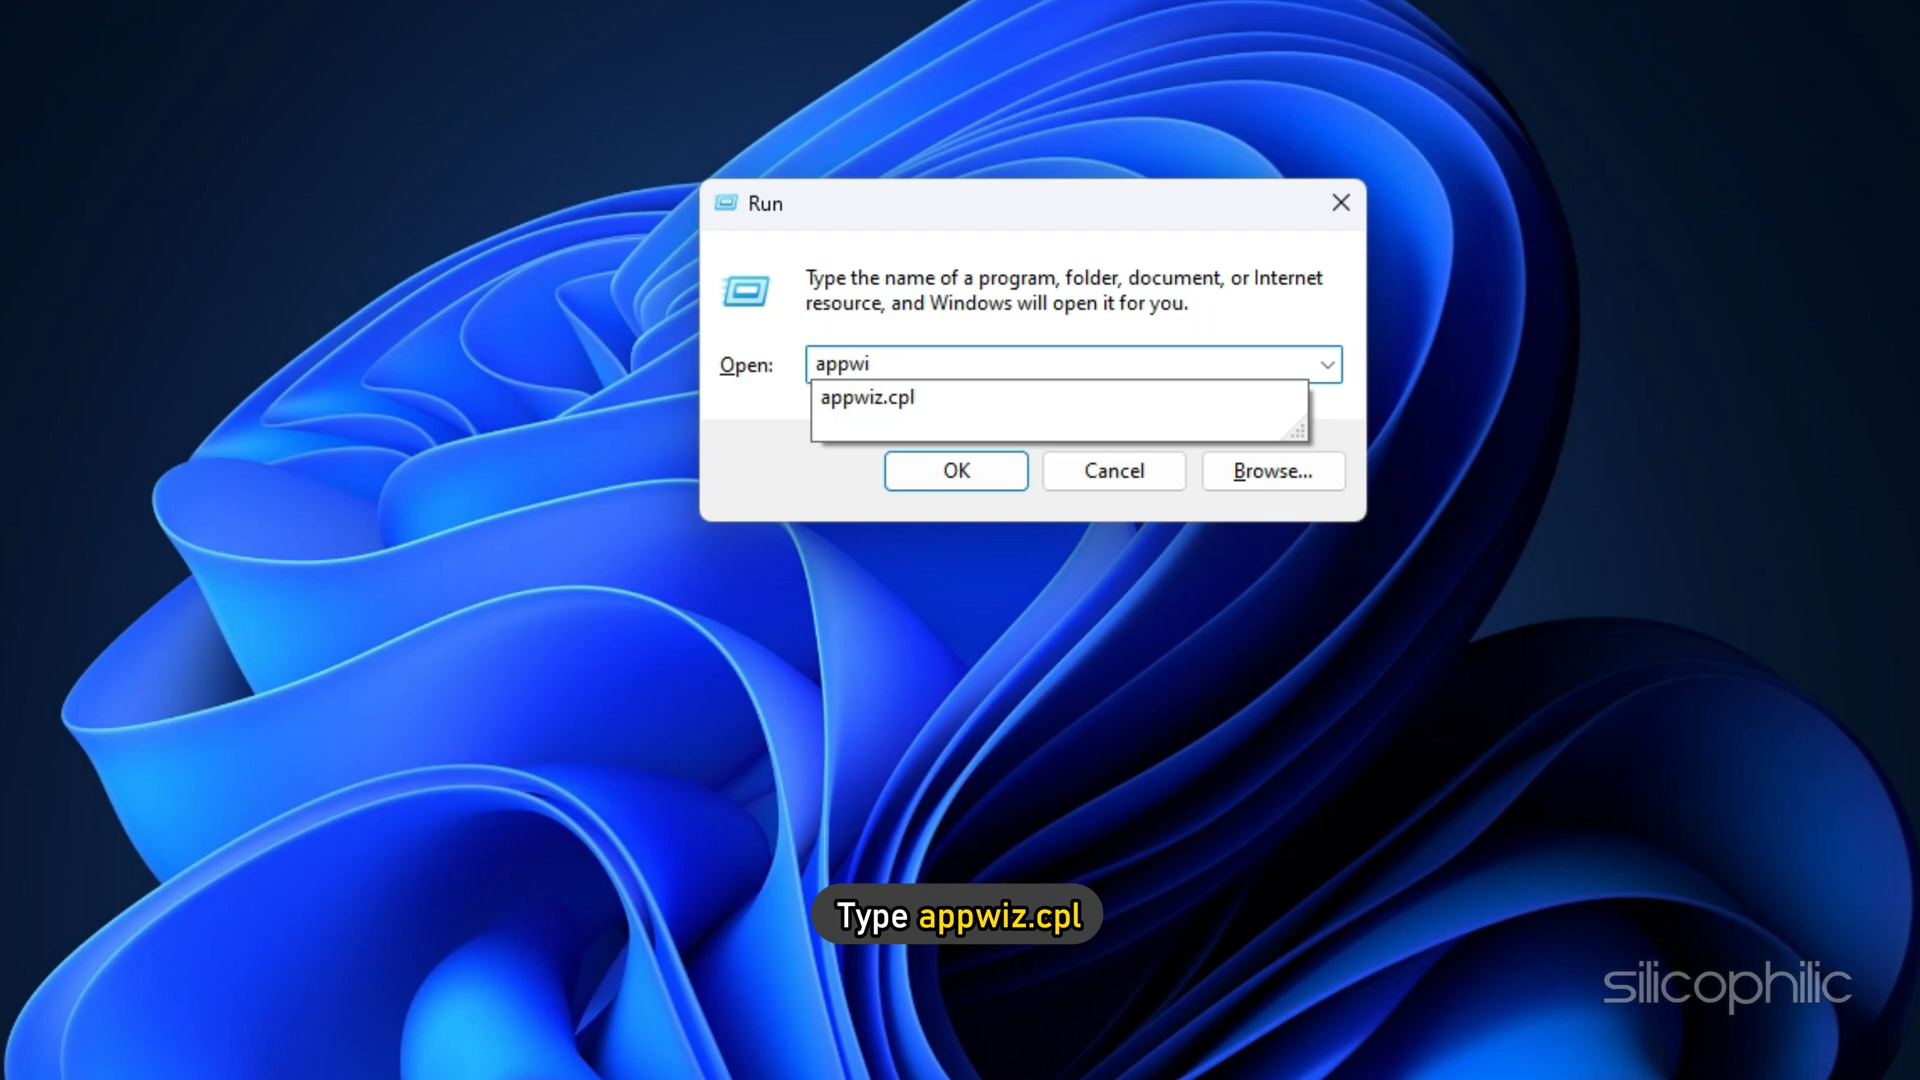 Run
Type the name of a program, folder, document, or Internet
resource, and Windows will open it for you.
Open:
appwi
appwiz.cpl
OK
Cancel
Browse...
Type appwiz.cpl
silicophilic